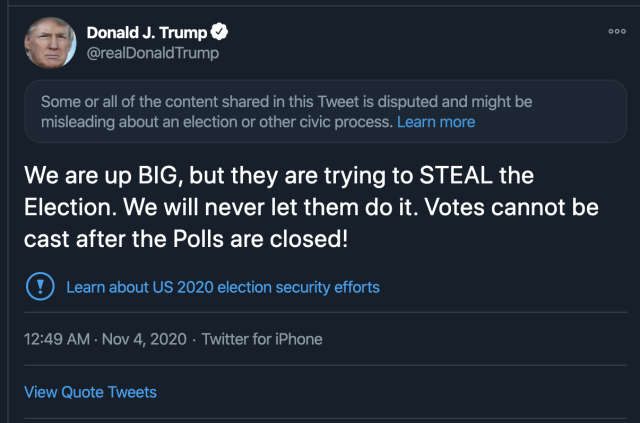 Donald J. Trump
@realDonaldTrump
Some or all of the content shared in this Tweet is disputed and might be
misleading about an election or other civic process. Learn more
We are up BIG, but they are trying to STEAL the
Election. We will never let them do it. Votes cannot be
cast after the Polls are closed!
Learn about US 2020 election security efforts
12:49 AM · Nov 4, 2020 · Twitter for iPhone
View Quote Tweets